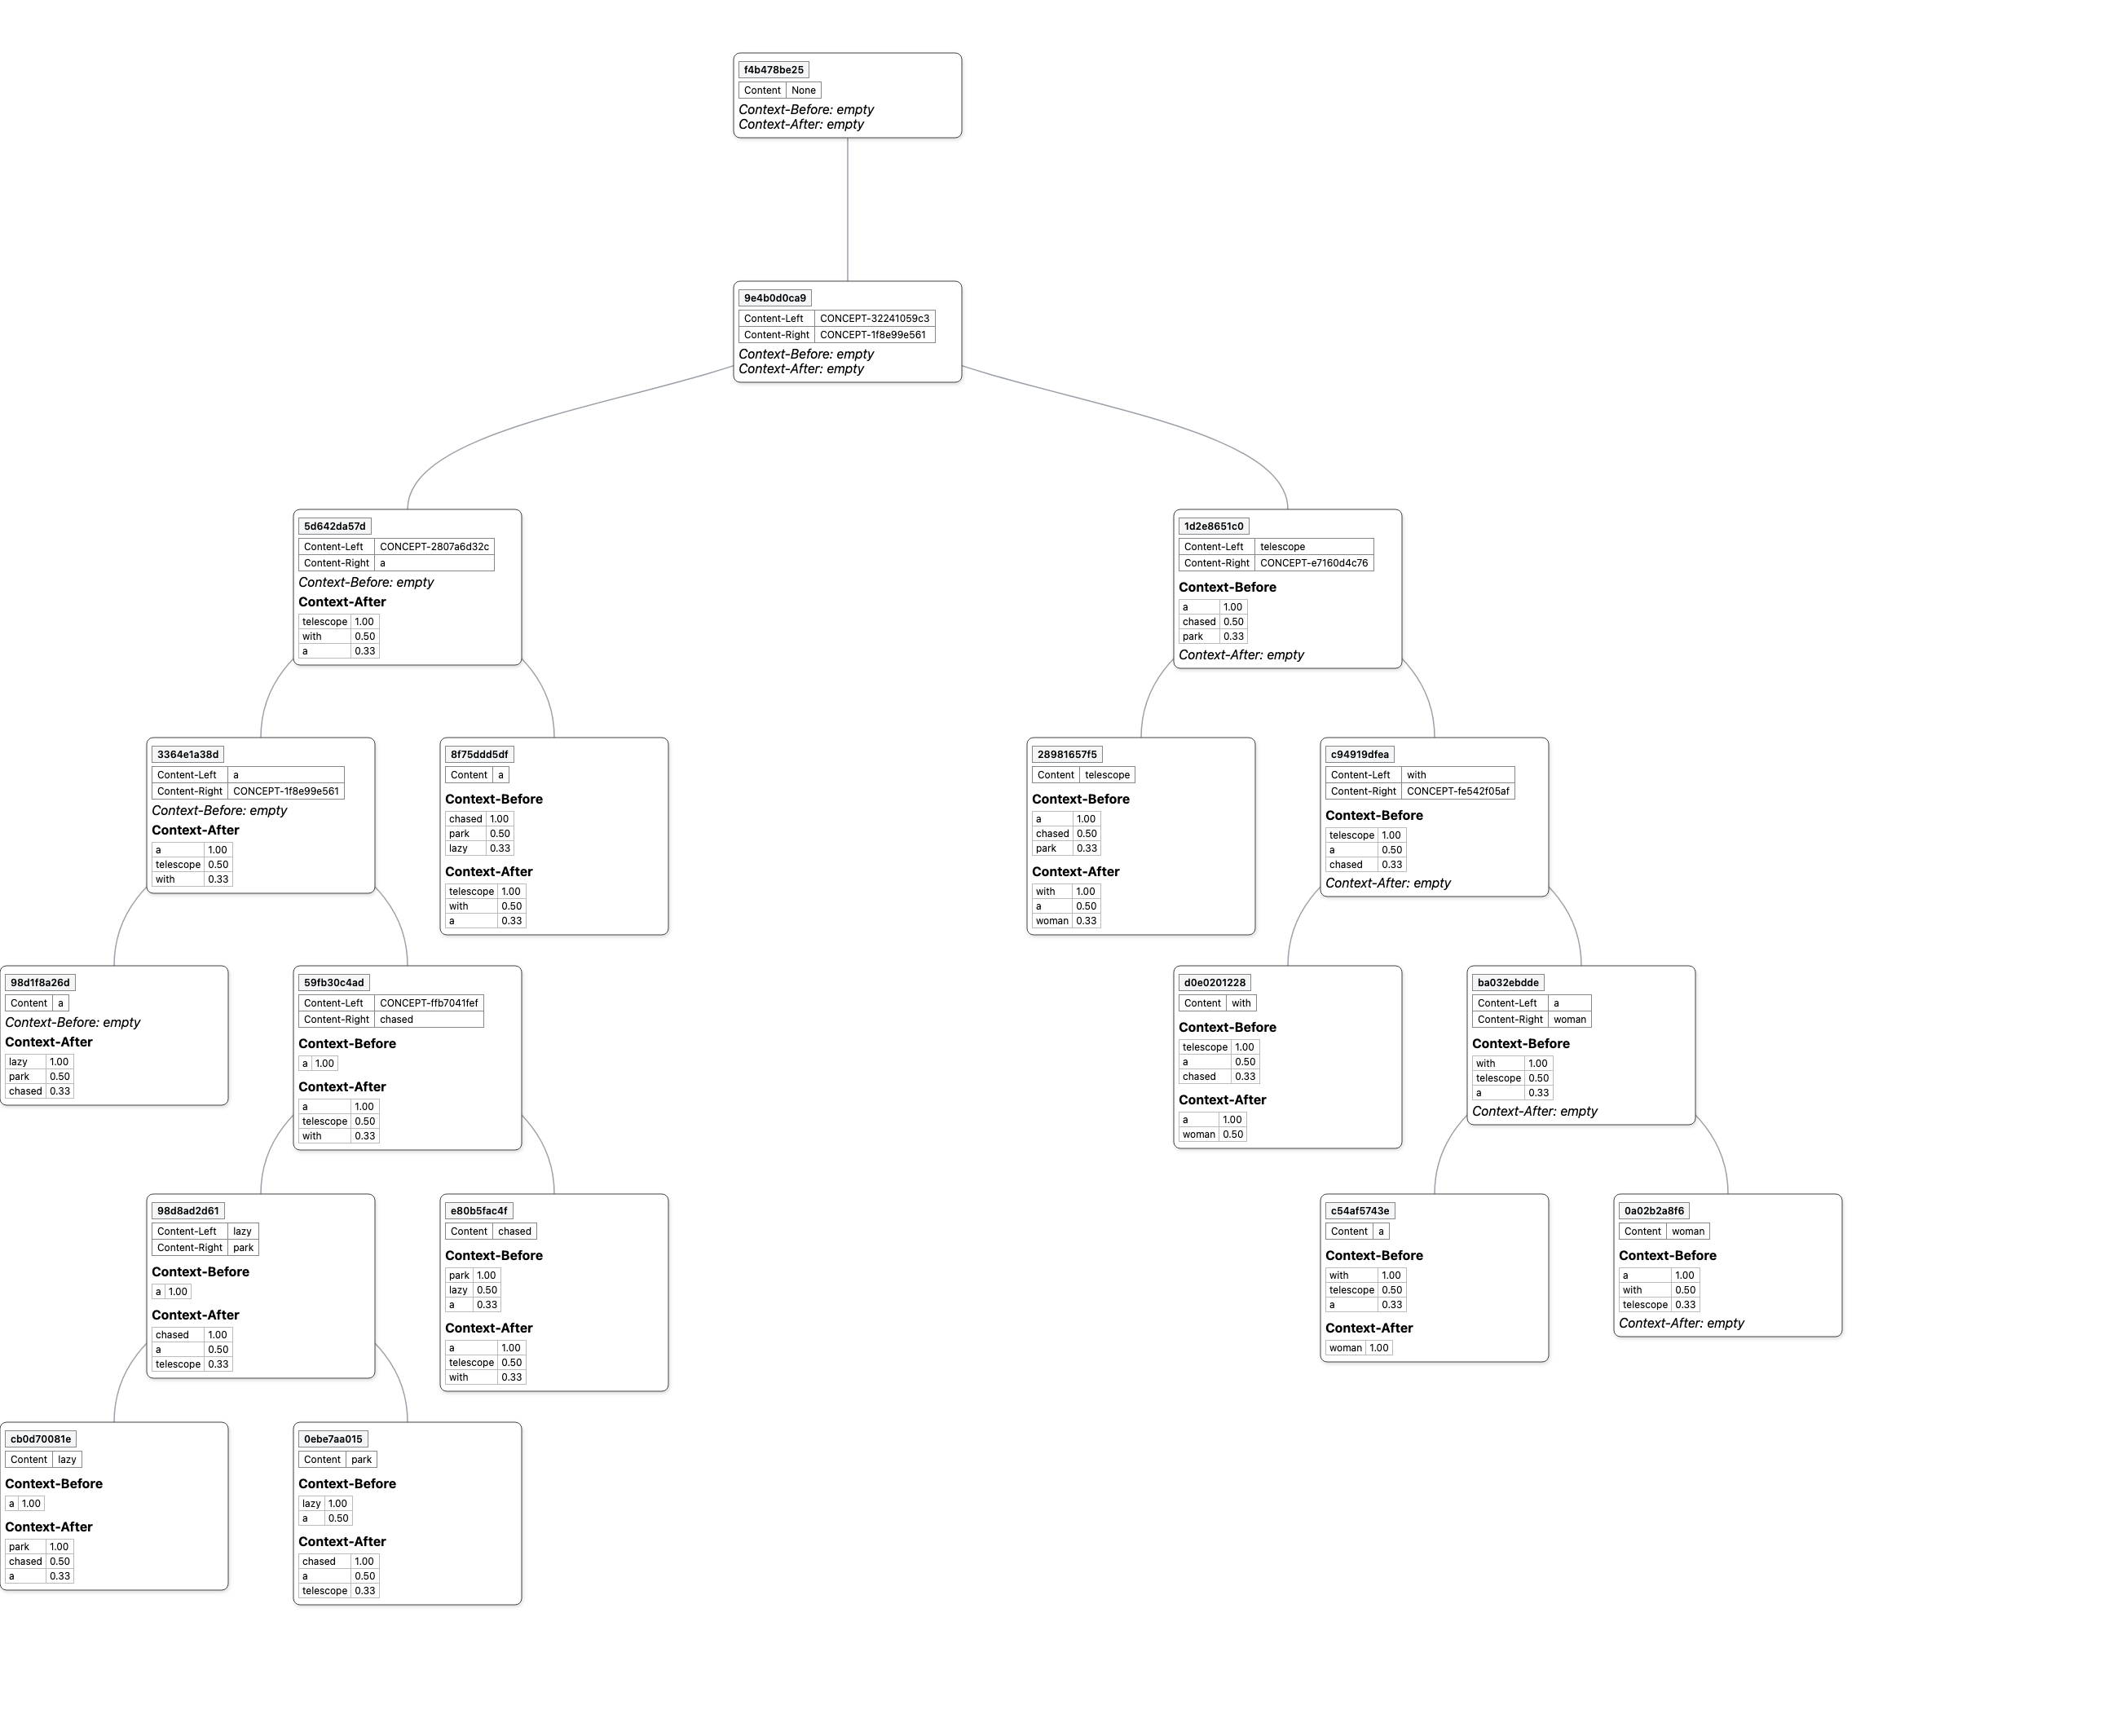 f4b478be25
Content None
Context-Before: empty
Context-After: empty
9e4b0d0ca9
Content-Left CONCEPT-32241059c3
Content-Right CONCEPT-1f8e99e561
Context-Before: empty
Context-After: empty
5d642da57d
Content-Left CONCEPT-2807a6d32c
Content-Right a
Context-Before: empty
Context-After
telescope 1.00
with 0.50
a 0.33
1d2e8651c0
Content-Left telescope
Content-Right CONCEPT-e7160d4c76
Context-Before
a 1.00
chased 0.50
park 0.33
Context-After: empty
3364e1a38d
Content-Left a
Content-Right CONCEPT-1f8e99e561
Context-Before: empty
Context-After
a 1.00
telescope 0.50
with 0.33
8f75ddd5df
Content a
Context-Before
chased 1.00
park 0.50
lazy 0.33
Context-After
telescope 1.00
with 0.50
a 0.33
28981657f5
Content telescope
Context-Before
a 1.00
chased 0.50
park 0.33
Context-After
with 1.00
a 0.50
woman 0.33
c94919dfea
Content-Left with
Content-Right CONCEPT-fe542f05af
Context-Before
telescope 1.00
a 0.50
chased 0.33
Context-After: empty
98d1f8a26d
Content a
Context-Before: empty
Context-After
lazy 1.00
park 0.50
chased 0.33
59fb30c4ad
Content-Left CONCEPT-ffb7041fef
Content-Right chased
Context-Before
a 1.00
Context-After
a 1.00
telescope 0.50
with 0.33
d0e0201228
Content with
Context-Before
telescope 1.00
a 0.50
chased 0.33
Context-After
a 1.00
woman 0.50
ba032ebdde
Content-Left a
Content-Right woman
Context-Before
with 1.00
telescope 0.50
a 0.33
Context-After: empty
98d8ad2d61
Content-Left lazy
Content-Right park
Context-Before
a 1.00
Context-After
chased 1.00
a 0.50
telescope 0.33
e80b5fac4f
Content chased
Context-Before
park 1.00
lazy 0.50
a 0.33
Context-After
a 1.00
telescope 0.50
with 0.33
c54af5743e
Content a
Context-Before
with 1.00
telescope 0.50
a 0.33
Context-After
woman 1.00
0a02b2a8f6
Content woman
Context-Before
a 1.00
with 0.50
telescope 0.33
Context-After: empty
cb0d70081e
Content lazy
Context-Before
a 1.00
Context-After
park 1.00
chased 0.50
a 0.33
0ebe7aa015
Content park
Context-Before
lazy 1.00
a 0.50
Context-After
chased 1.00
a 0.50
telescope 0.33